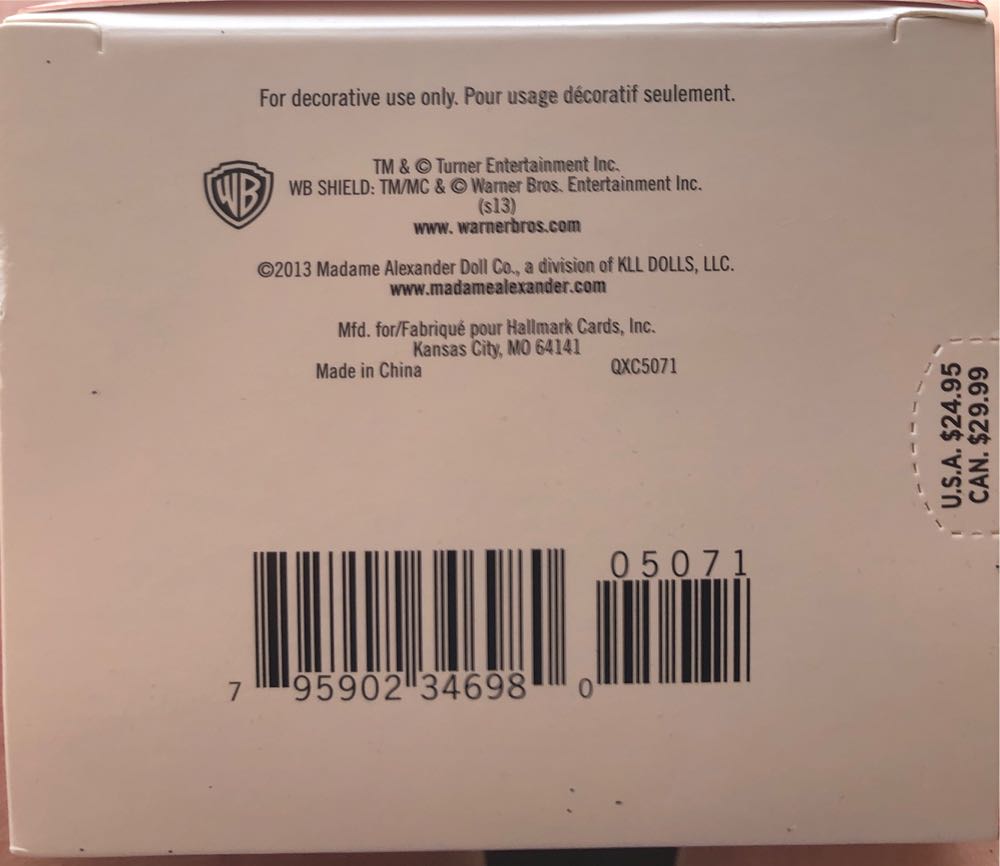 For decorative use only. Pour usage décoratif seulement.
WB
TM & © Turner Entertainment Inc.
WB SHIELD: TM/MC & © Warner Bros. Entertainment Inc.
(s13)
www. warnerbros.com
©2013 Madame Alexander Doll Co., a division of KLL DOLLS, LLC.
www.madamealexander.com
Mfd. for/Fabriqué pour Hallmark Cards, Inc.
Kansas City, MO 64141
Made in China QXC5071
U.S.A. $24.95
CAN. $29.99
05071
7 95902 34698 0